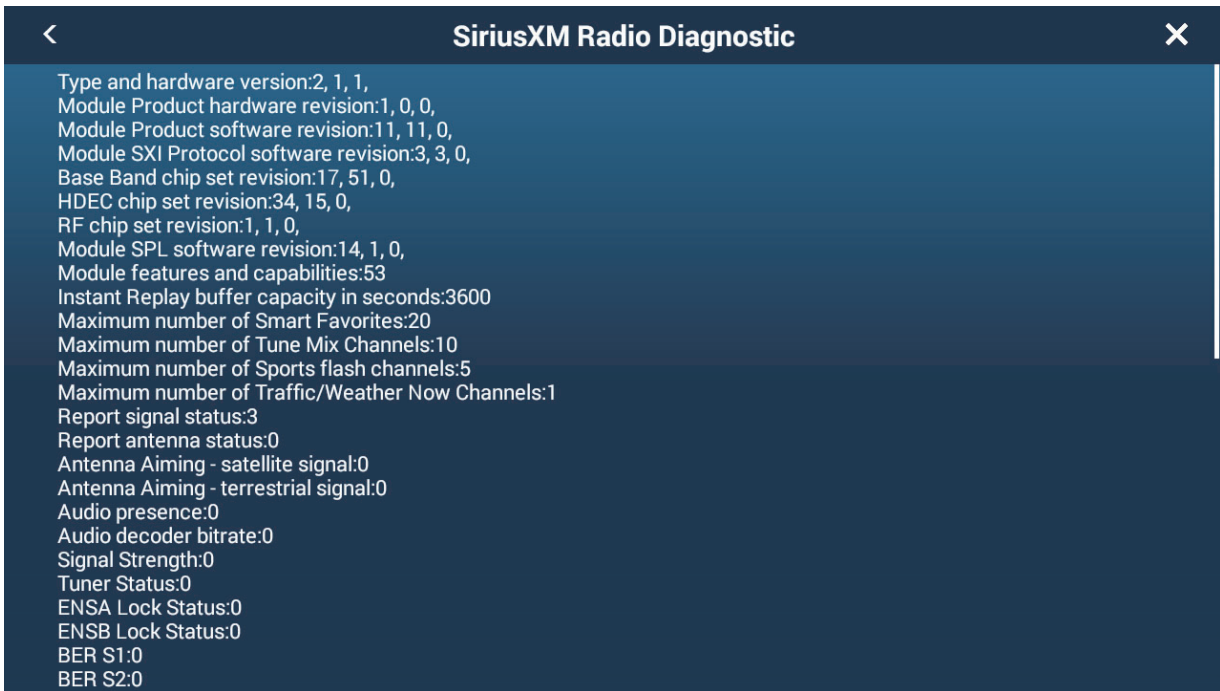 SiriusXM Radio Diagnostic
Type and hardware version:2, 1, 1,
Module Product hardware revision:1, 0, 0,
Module Product software revision:11, 11, 0,
Module SXI Protocol software revision:3, 3, 0,
Base Band chip set revision:17, 51, 0,
HDEC chip set revision:34, 15, 0,
RF chip set revision:1, 1, 0,
Module SPL software revision:14, 1, 0,
Module features and capabilities:53
Instant Replay buffer capacity in seconds:3600
Maximum number of Smart Favorites:20
Maximum number of Tune Mix Channels:10
Maximum number of Sports flash channels:5
Maximum number of Traffic/Weather Now Channels:1
Report signal status:3
Report antenna status:0
Antenna Aiming - satellite signal:0
Antenna Aiming - terrestrial signal:0
Audio presence:0
Audio decoder bitrate:0
Signal Strength:0
Tuner Status:0
ENSA Lock Status:0
ENSB Lock Status:0
BER S1:0
BER S2:0